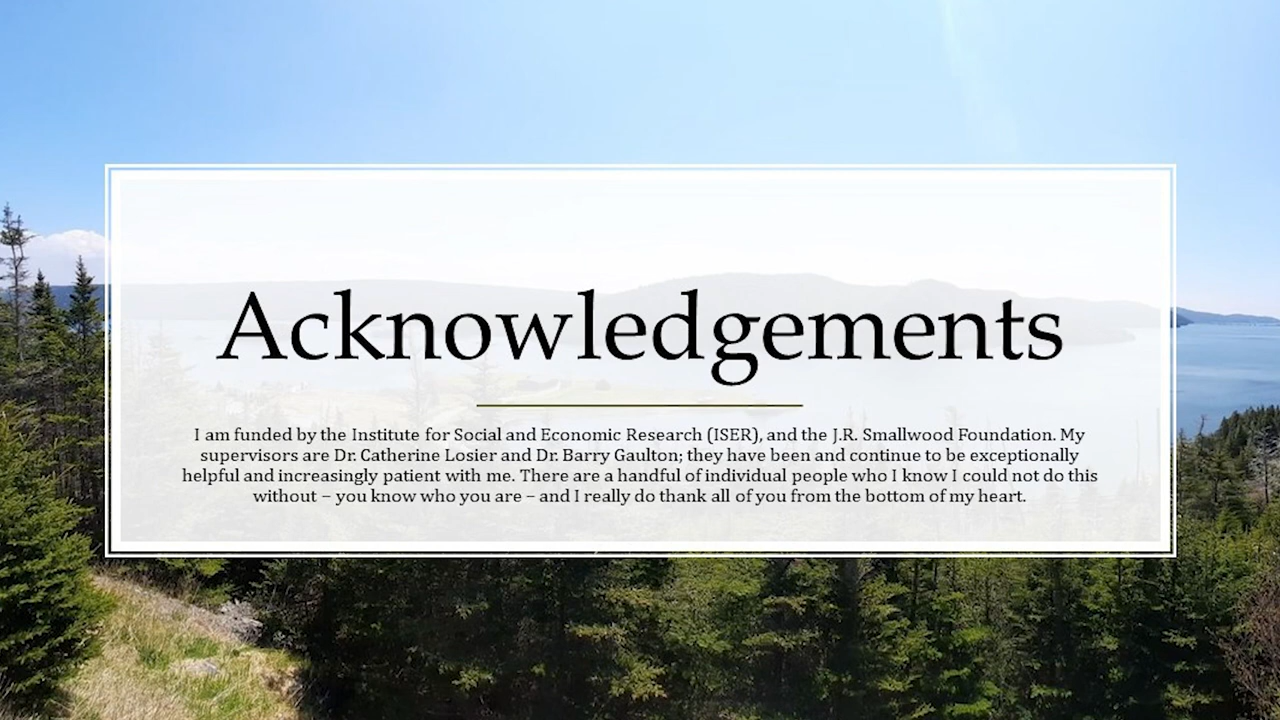 Acknowledgements
I am funded by the Institute for Social and Economic Research (ISER), and the J.R. Smallwood Foundation. My
supervisors are Dr. Catherine Losier and Dr. Barry Gaulton; they have been and continue to be exceptionally
helpful and increasingly patient with me. There are a handful of individual people who I know I could not do this
without – you know who you are – and I really do thank all of you from the bottom of my heart.